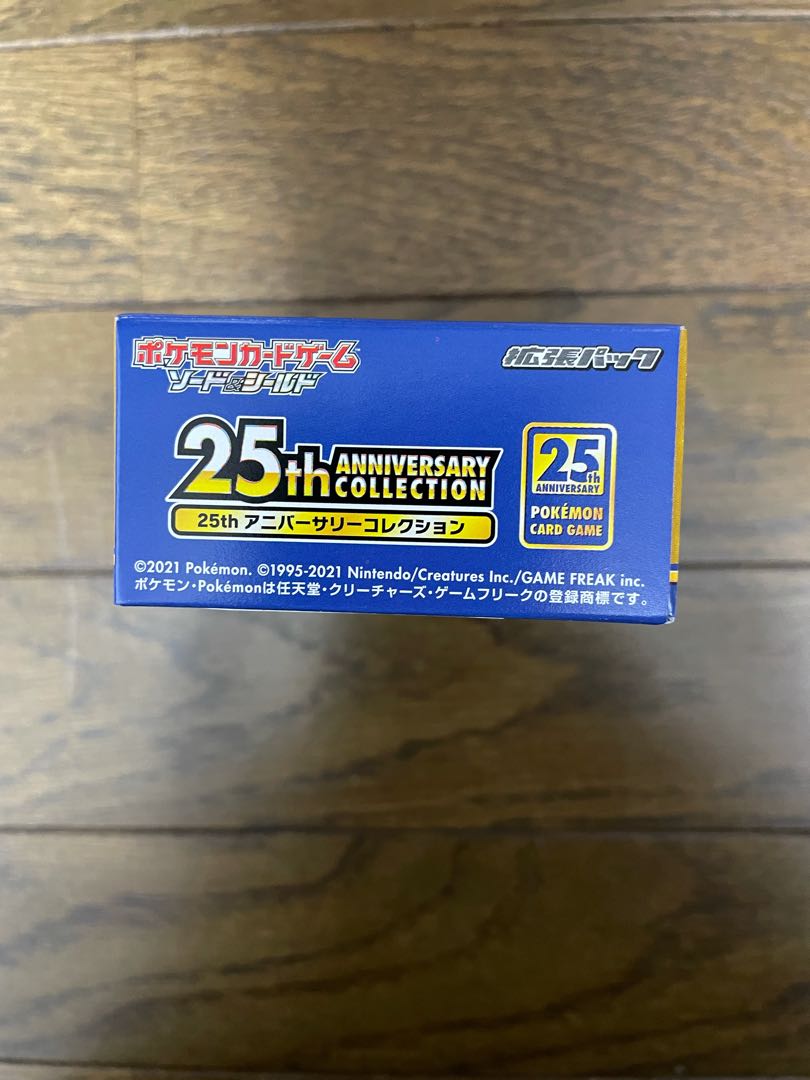 ポケモンカードゲーム 拡張パック
ソード&シールド
25th ANNIVERSARY COLLECTION
25th アニバーサリーコレクション
25th ANNIVERSARY
POKÉMON CARD GAME
©2021 Pokémon. ©1995-2021 Nintendo/Creatures Inc./GAME FREAK inc.
ポケモン・Pokémonは任天堂・クリーチャーズ・ゲームフリークの登録商標です。